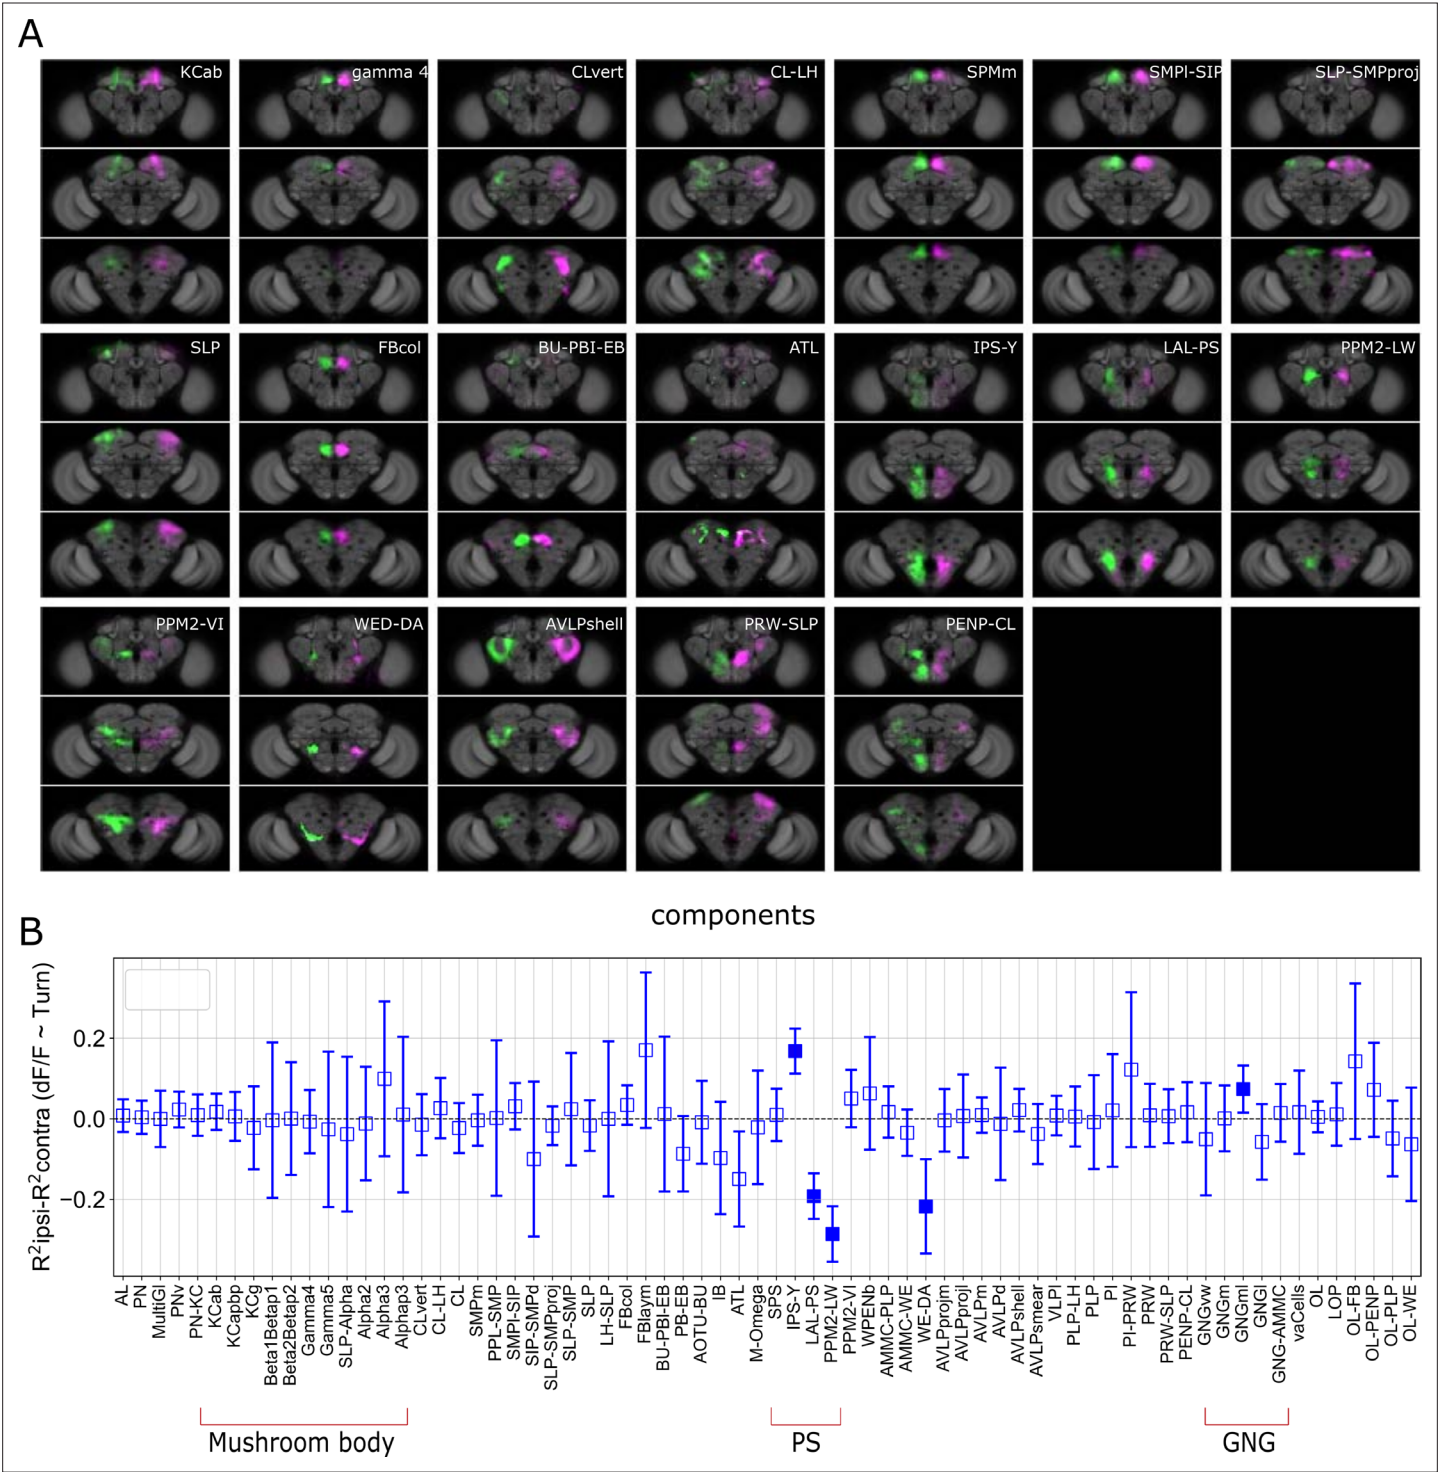 A
KCab gamma 4 CLvert CL-LH SPMm SMPI-SIP SLP-SMPproj
SLP FBcol BU-PBI-EB ATL IPS-Y LAL-PS PPM2-LW
PPM2-VI WED-DA AVLPshell PRW-SLP PENP-CL
components
B
R²ipsi-R² contra (dF/F ~ Turn)
0.2
0.0
−0.2
AL
PN
MultiGl
PNv
PN-KC
KCab
KCapbp
KCg
Beta1Betap1
Beta2Betap2
Gamma4
Gamma5
SLP-Alpha
Alpha2
Alpha3
Alphap3
CLvert
CL-LH
CL
SMPm
PPL-SMP
SMPI-SIP
SIP-SMPd
SLP-SMPproj
SLP-SMP
SLP
LH-SLP
FBcol
FBlaym
BU-PBI-EB
PB-EB
AOTU-BU
IB
ATL
M-Omega
SPS
IPS-Y
LAL-PS
PPM2-LW
PPM2-VI
WPENb
AMMC-PLP
AMMC-WE
WE-DA
AVLPprojm
AVLPprojl
AVLPm
AVLPd
AVLPshell
AVLPsmear
VLPI
PLP-LH
PLP
PI
PI-PRW
PRW
PRW-SLP
PENP-CL
GNGvw
GNGm
GNGml
GNGl
GNG-AMMC
vaCells
OL
LOP
OL-FB
OL-PENP
OL-PLP
OL-WE
Mushroom body
PS
GNG